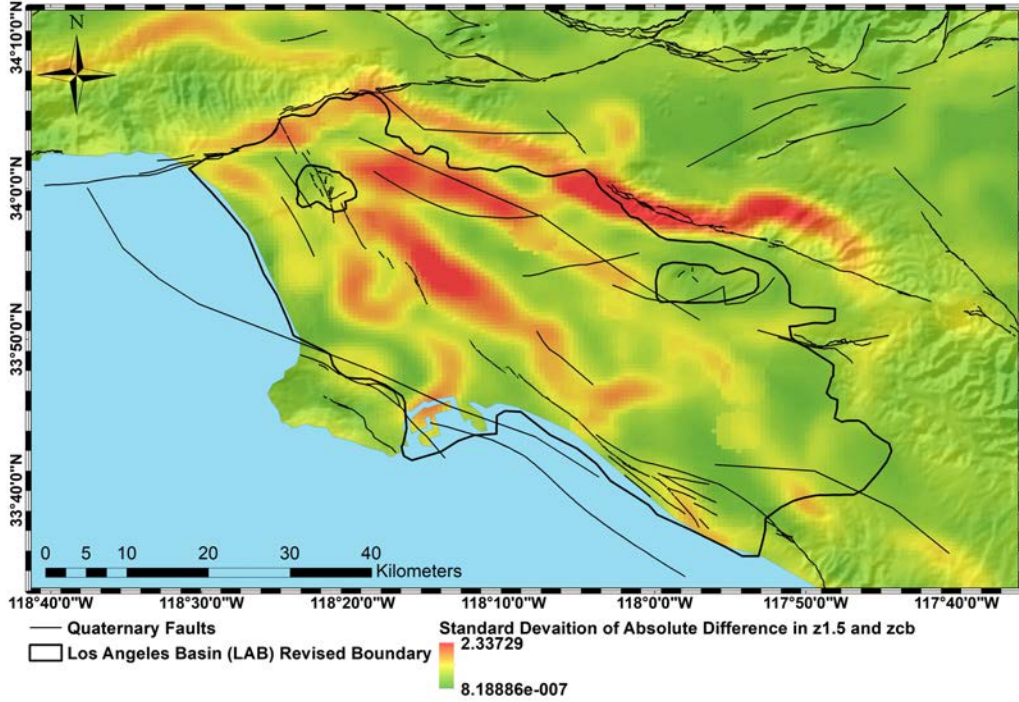 N
34°10'0"N
34°0'0"N
33°50'0"N
33°40'0"N
0 5 10 20 30 40
Kilometers
118°40'0"W 118°30'0"W 118°20'0"W 118°10'0"W 118°0'0"W 117°50'0"W 117°40'0"W
Quaternary Faults
Los Angeles Basin (LAB) Revised Boundary
Standard Devaition of Absolute Difference in z1.5 and zcb
2.33729
8.18886e-007